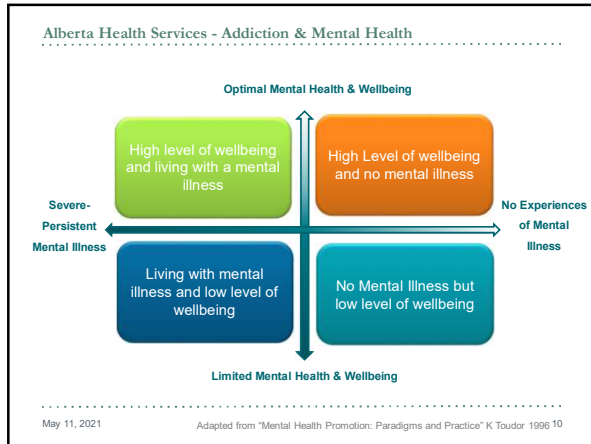 Alberta Health Services - Addiction & Mental Health
Optimal Mental Health & Wellbeing
High level of wellbeing
and living with a mental
illness
High Level of wellbeing
and no mental illness
Severe-
Persistent
Mental Illness
No Experiences
of Mental
Illness
Living with mental
illness and low level of
wellbeing
No Mental Illness but
low level of wellbeing
Limited Mental Health & Wellbeing
May 11, 2021
Adapted from “Mental Health Promotion: Paradigms and Practice” K Toudor 1996 10